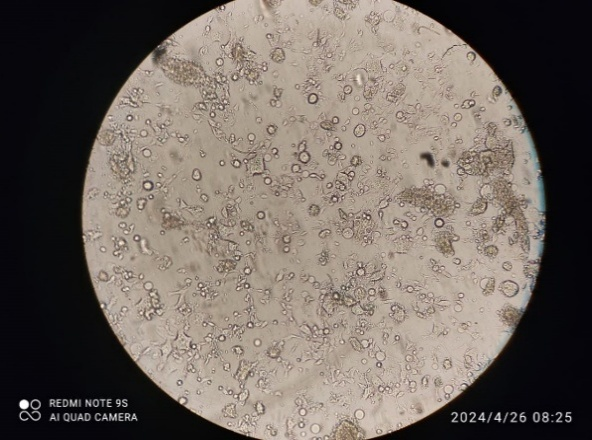 REDMI NOTE 9S
AI QUAD CAMERA
2024/4/26 08:25